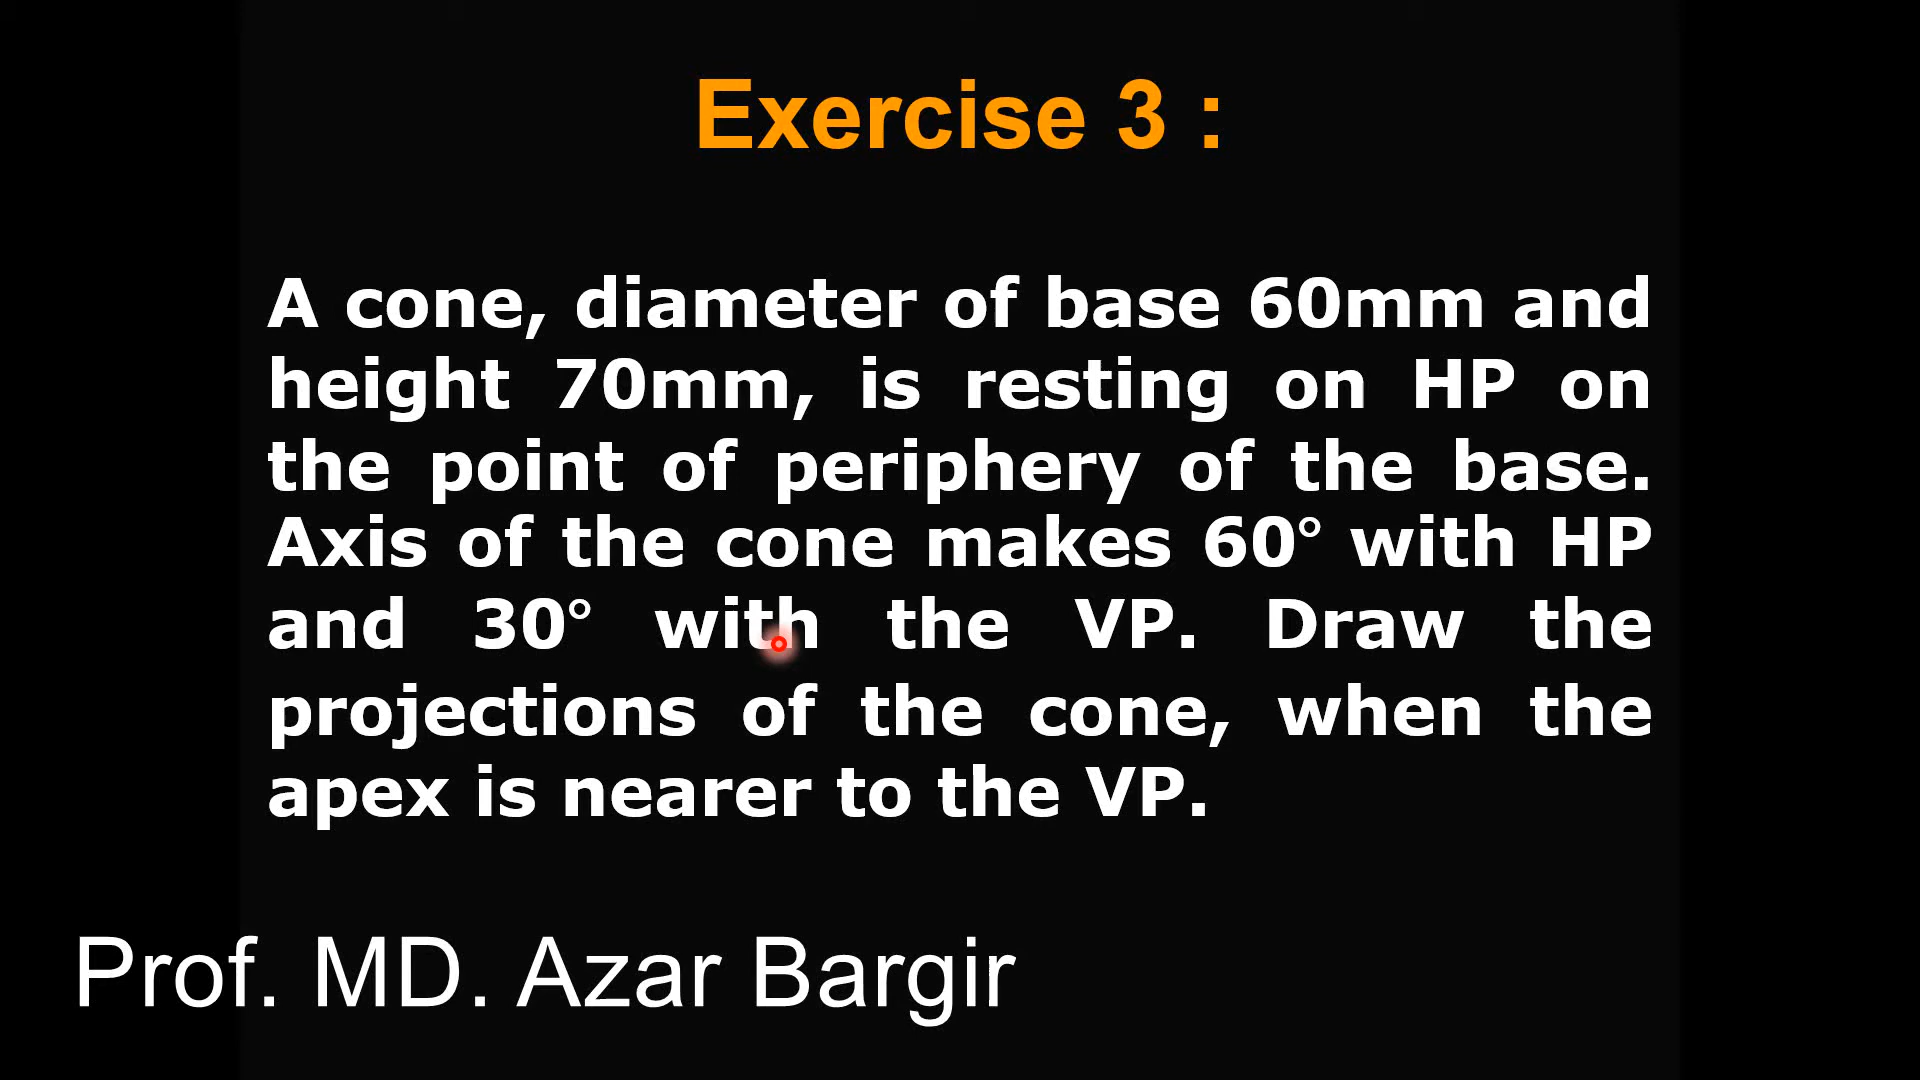 Exercise 3 :
A cone, diameter of base 60mm and
height 70mm, is resting on HP on
the point of periphery of the base.
Axis of the cone makes 60° with HP
and 30° with the VP. Draw the
projections of the cone, when the
apex is nearer to the VP.
Prof. MD. Azar Bargir